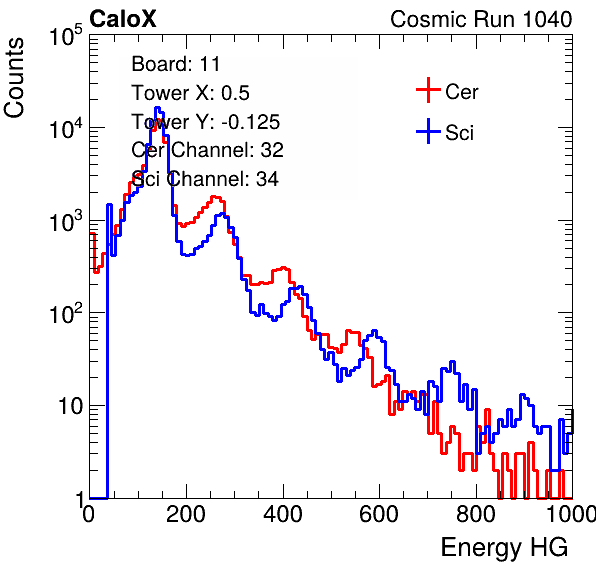 CaloX Cosmic Run 1040
Counts
10^5
10^4
10^3
10^2
10
1
Board: 11
Tower X: 0.5
Tower Y: -0.125
Cer Channel: 32
Sci Channel: 34
Cer
Sci
0 200 400 600 800 1000
Energy HG